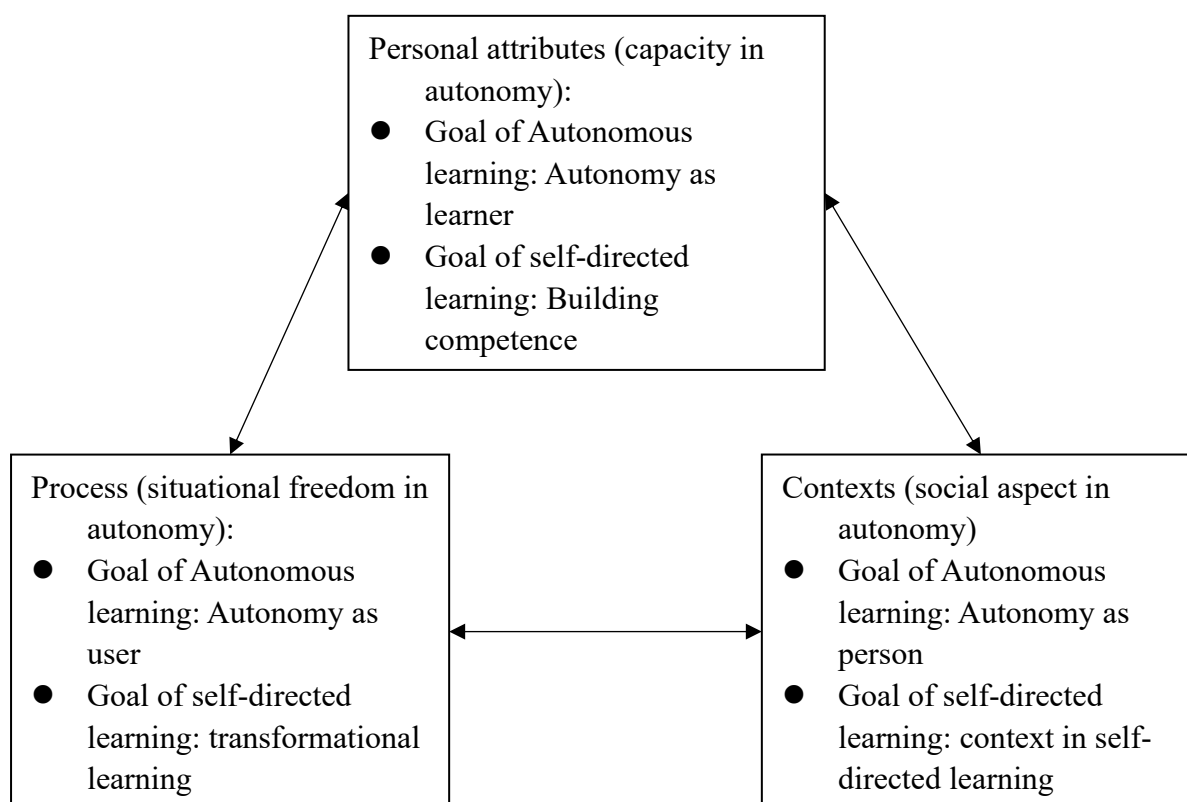 Personal attributes (capacity in
autonomy):
● Goal of Autonomous
learning: Autonomy as
learner
● Goal of self-directed
learning: Building
competence
Process (situational freedom in
autonomy):
● Goal of Autonomous
learning: Autonomy as
user
● Goal of self-directed
learning: transformational
learning
Contexts (social aspect in
autonomy)
● Goal of Autonomous
learning: Autonomy as
person
● Goal of self-directed
learning: context in self-
directed learning